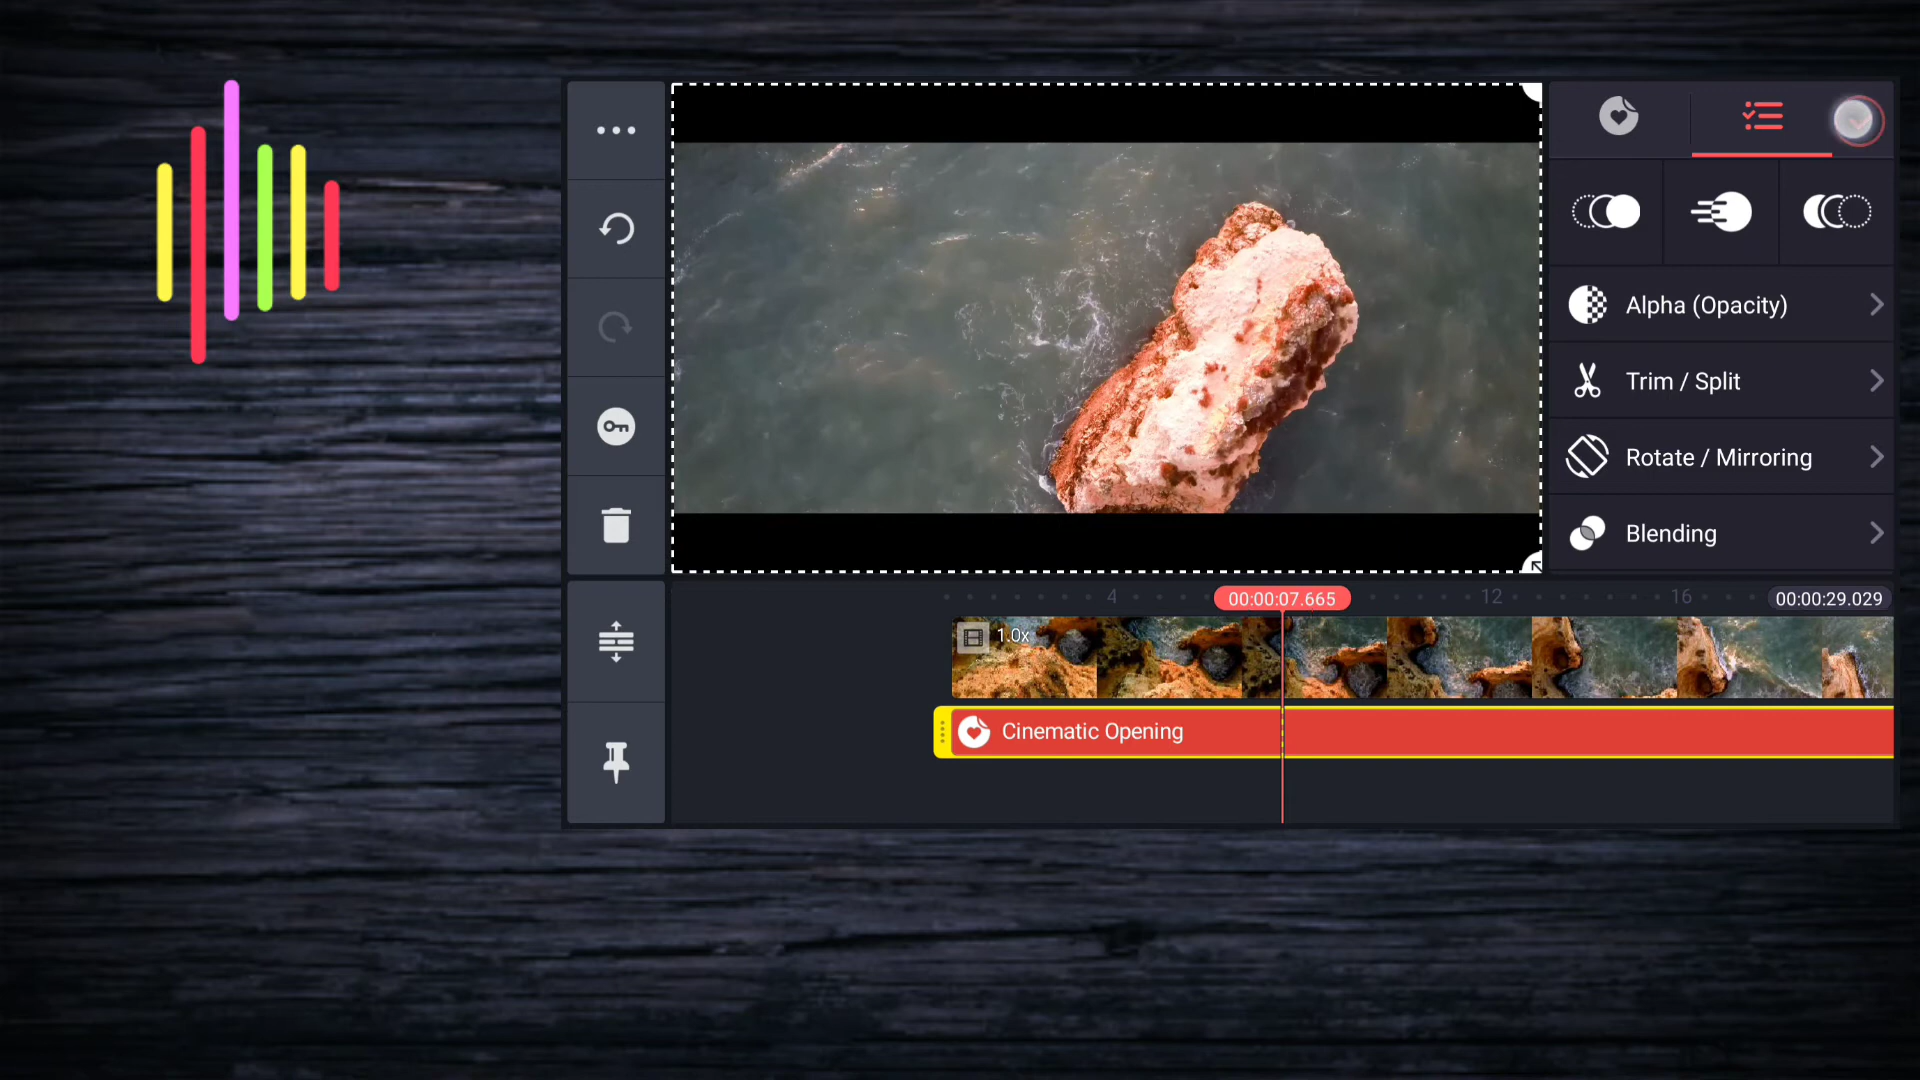 Alpha (Opacity)
Trim / Split
Rotate / Mirroring
Blending
4
00:00:07.665
12
16
00:00:29.029
1.0x
Cinematic Opening